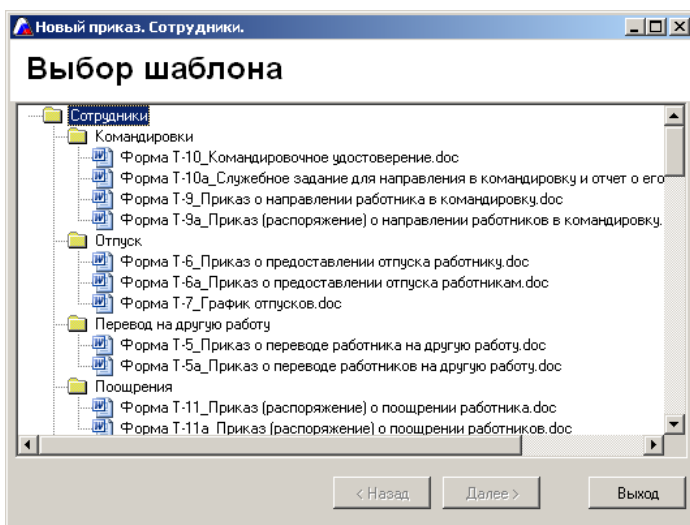 Новый приказ. Сотрудники.
Выбор шаблона
Сотрудники
Командировки
Форма Т-10_Командировочное удостоверение.doc
Форма Т-10а_Служебное задание для направления в командировку и отчет о его
Форма Т-9_Приказ о направлении работника в командировку.doc
Форма Т-9а_Приказ (распоряжение) о направлении работников в командировку.
Отпуск
Форма Т-6_Приказ о предоставлении отпуска работнику.doc
Форма Т-6а_Приказ о предоставлении отпуска работникам.doc
Форма Т-7_График отпусков.doc
Перевод на другую работу
Форма Т-5_Приказ о переводе работника на другую работу.doc
Форма Т-5а_Приказ о переводе работников на другую работу.doc
Поощрения
Форма Т-11_Приказ (распоряжение) о поощрении работника.doc
Форма Т-11а_Приказ (распоряжение) о поощрении работников.doc
< Назад Далее > Выход